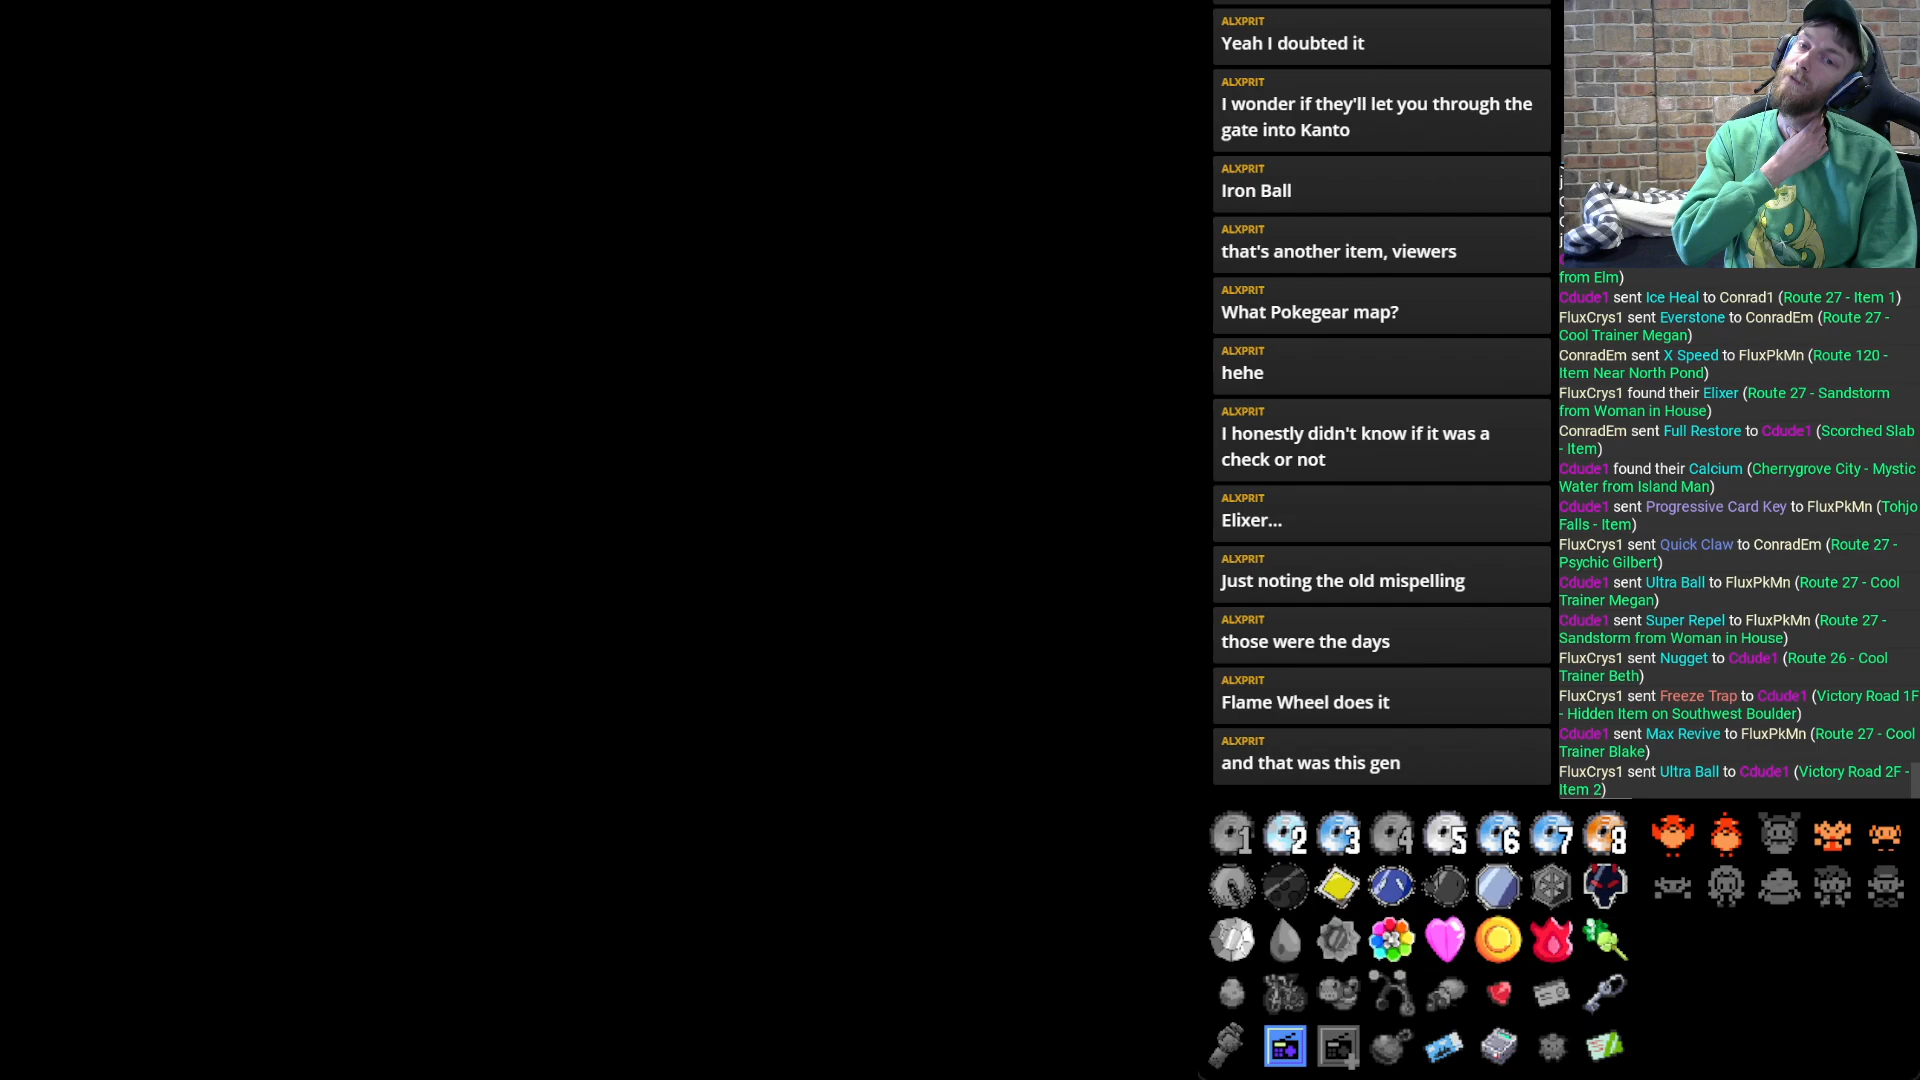 ALXPRIT
Yeah I doubted it
ALXPRIT
I wonder if they'll let you through the
gate into Kanto
ALXPRIT
Iron Ball
ALXPRIT
that's another item, viewers
ALXPRIT
What Pokegear map?
ALXPRIT
hehe
ALXPRIT
I honestly didn't know if it was a
check or not
ALXPRIT
Elixer...
ALXPRIT
Just noting the old mispelling
ALXPRIT
those were the days
ALXPRIT
Flame Wheel does it
ALXPRIT
and that was this gen
from Elm)
Cdude1 sent Ice Heal to Conrad1 (Route 27 - Item 1)
FluxCrys1 sent Everstone to ConradEm (Route 27 -
Cool Trainer Megan)
ConradEm sent X Speed to FluxPkMn (Route 120 -
Item Near North Pond)
FluxCrys1 found their Elixer (Route 27 - Sandstorm
from Woman in House)
ConradEm sent Full Restore to Cdude1 (Scorched Slab
- Item)
Cdude1 found their Calcium (Cherrygrove City - Mystic
Water from Island Man)
Cdude1 sent Progressive Card Key to FluxPkMn (Tohjo
Falls - Item)
FluxCrys1 sent Quick Claw to ConradEm (Route 27 -
Psychic Gilbert)
Cdude1 sent Ultra Ball to FluxPkMn (Route 27 - Cool
Trainer Megan)
Cdude1 sent Super Repel to FluxPkMn (Route 27 -
Sandstorm from Woman in House)
FluxCrys1 sent Nugget to Cdude1 (Route 26 - Cool
Trainer Beth)
FluxCrys1 sent Freeze Trap to Cdude1 (Victory Road 1F
- Hidden Item on Southwest Boulder)
Cdude1 sent Max Revive to FluxPkMn (Route 27 - Cool
Trainer Blake)
FluxCrys1 sent Ultra Ball to Cdude1 (Victory Road 2F -
Item 2)
1 2 3 4 5 6 7 8